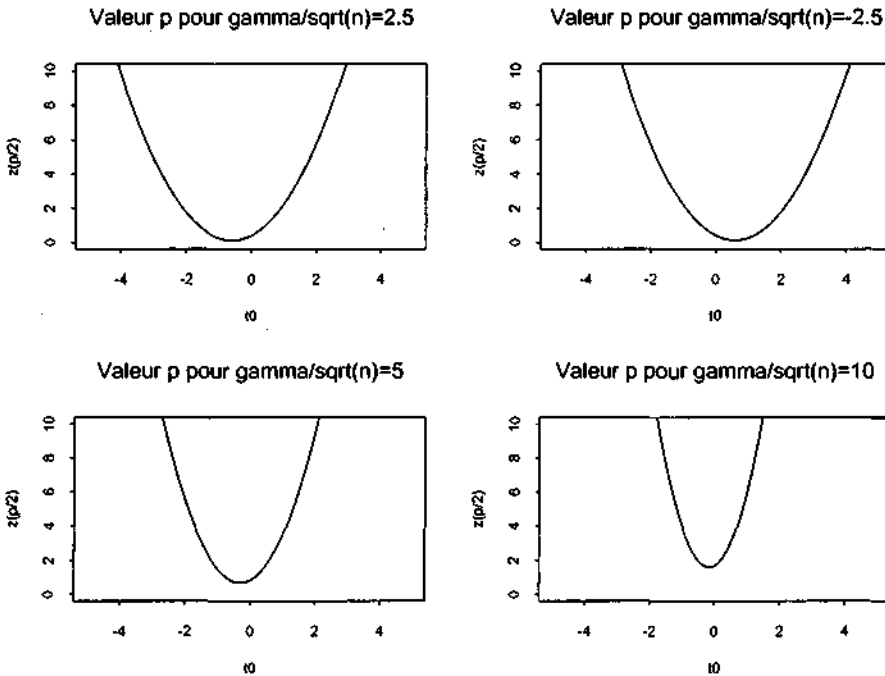 Valeur p pour gamma/sqrt(n)=2.5
z(p/2)
10
8
6
4
2
0
-4 -2 0 2 4
t0
Valeur p pour gamma/sqrt(n)=-2.5
z(p/2)
10
8
6
4
2
0
-4 -2 0 2 4
t0
Valeur p pour gamma/sqrt(n)=5
z(p/2)
10
8
6
4
2
0
-4 -2 0 2 4
t0
Valeur p pour gamma/sqrt(n)=10
z(p/2)
10
8
6
4
2
0
-4 -2 0 2 4
t0